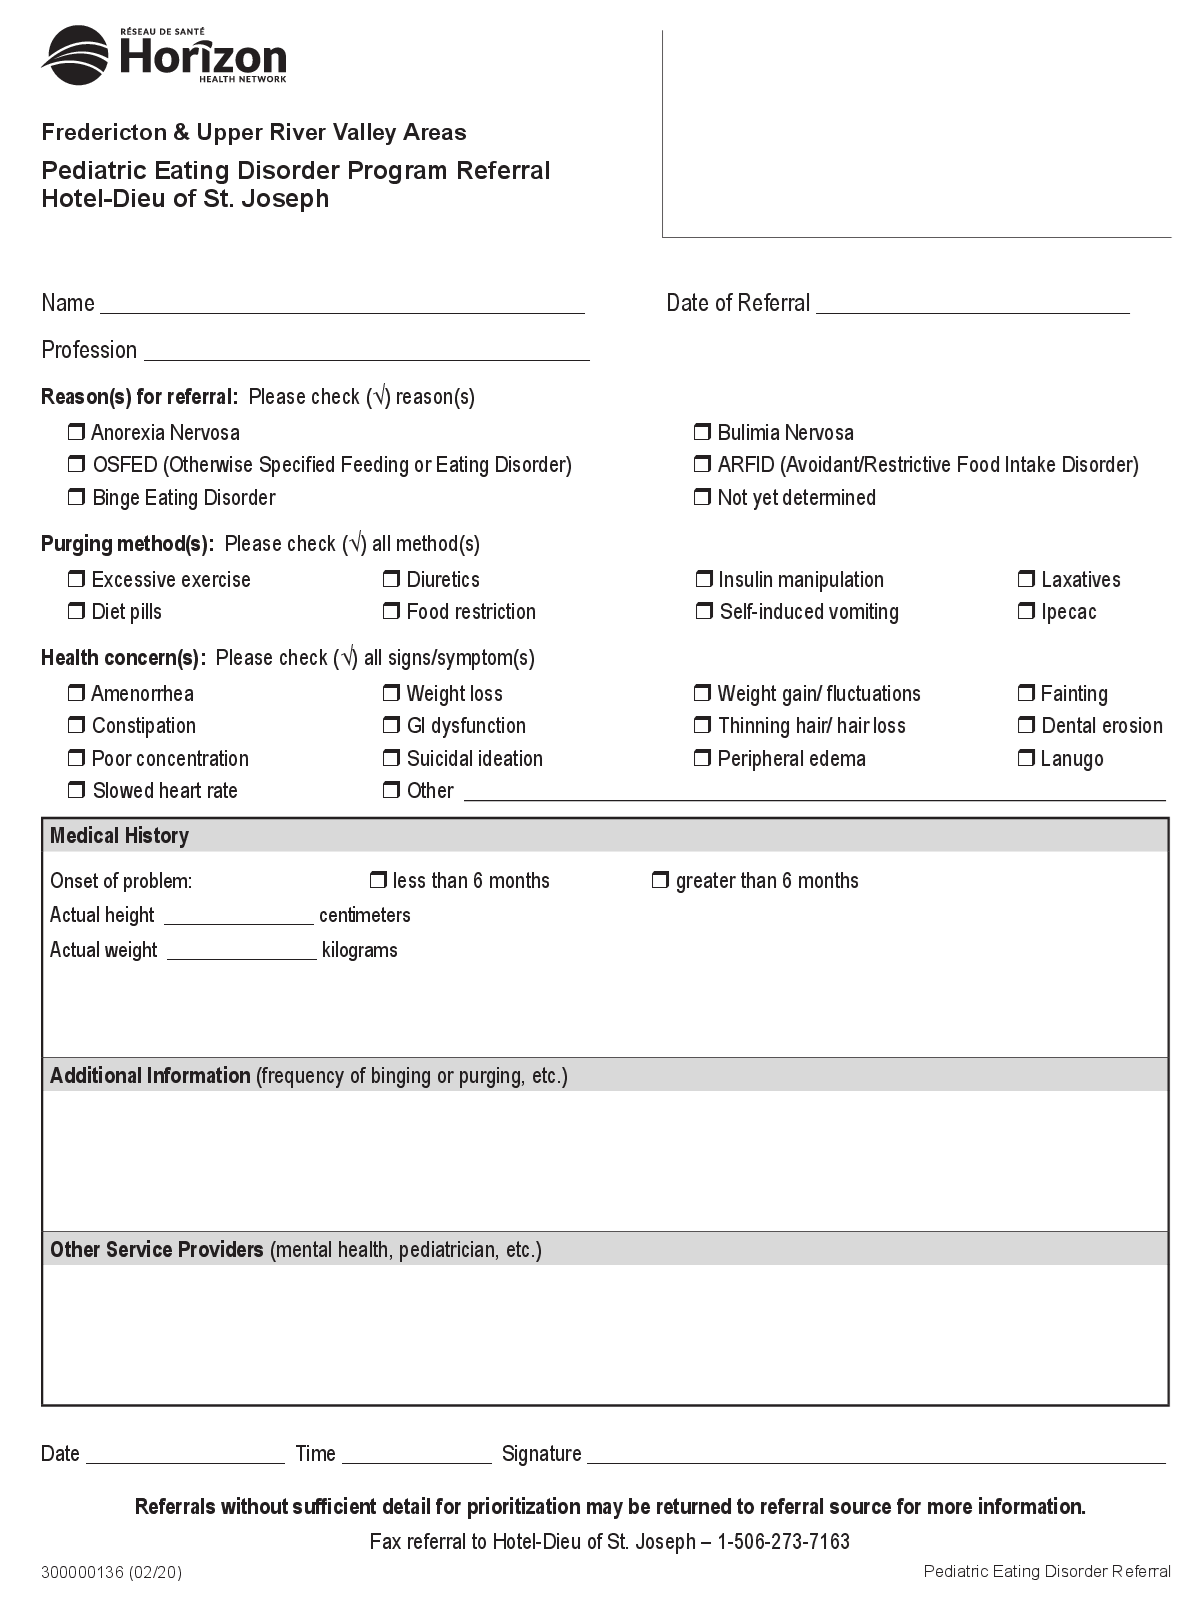 RÉSEAU DE SANTÉ
Horizon
HEALTH NETWORK
Fredericton & Upper River Valley Areas
Pediatric Eating Disorder Program Referral
Hotel-Dieu of St. Joseph
Name Date of Referral
Profession
Reason(s) for referral: Please check (√) reason(s)
Anorexia Nervosa Bulimia Nervosa
OSFED (Otherwise Specified Feeding or Eating Disorder) ARFID (Avoidant/Restrictive Food Intake Disorder)
Binge Eating Disorder Not yet determined
Purging method(s): Please check (√) all method(s)
Excessive exercise Diuretics Insulin manipulation Laxatives
Diet pills Food restriction Self-induced vomiting Ipecac
Health concern(s): Please check (√) all signs/symptom(s)
Amenorrhea Weight loss Weight gain/ fluctuations Fainting
Constipation GI dysfunction Thinning hair/ hair loss Dental erosion
Poor concentration Suicidal ideation Peripheral edema Lanugo
Slowed heart rate Other
Medical History
Onset of problem: less than 6 months greater than 6 months
Actual height centimeters
Actual weight kilograms
Additional Information (frequency of binging or purging, etc.)
Other Service Providers (mental health, pediatrician, etc.)
Date Time Signature
Referrals without sufficient detail for prioritization may be returned to referral source for more information.
Fax referral to Hotel-Dieu of St. Joseph – 1-506-273-7163
300000136 (02/20) Pediatric Eating Disorder Referral